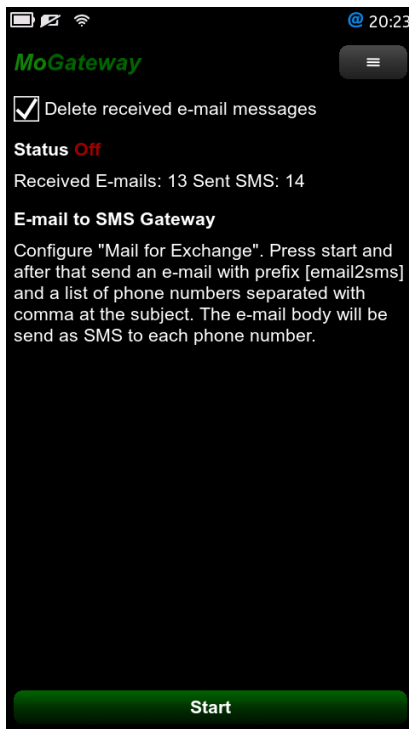 @ 20:23
MoGateway
Delete received e-mail messages
Status Off
Received E-mails: 13 Sent SMS: 14
E-mail to SMS Gateway
Configure "Mail for Exchange". Press start and
after that send an e-mail with prefix [email2sms]
and a list of phone numbers separated with
comma at the subject. The e-mail body will be
send as SMS to each phone number.
Start